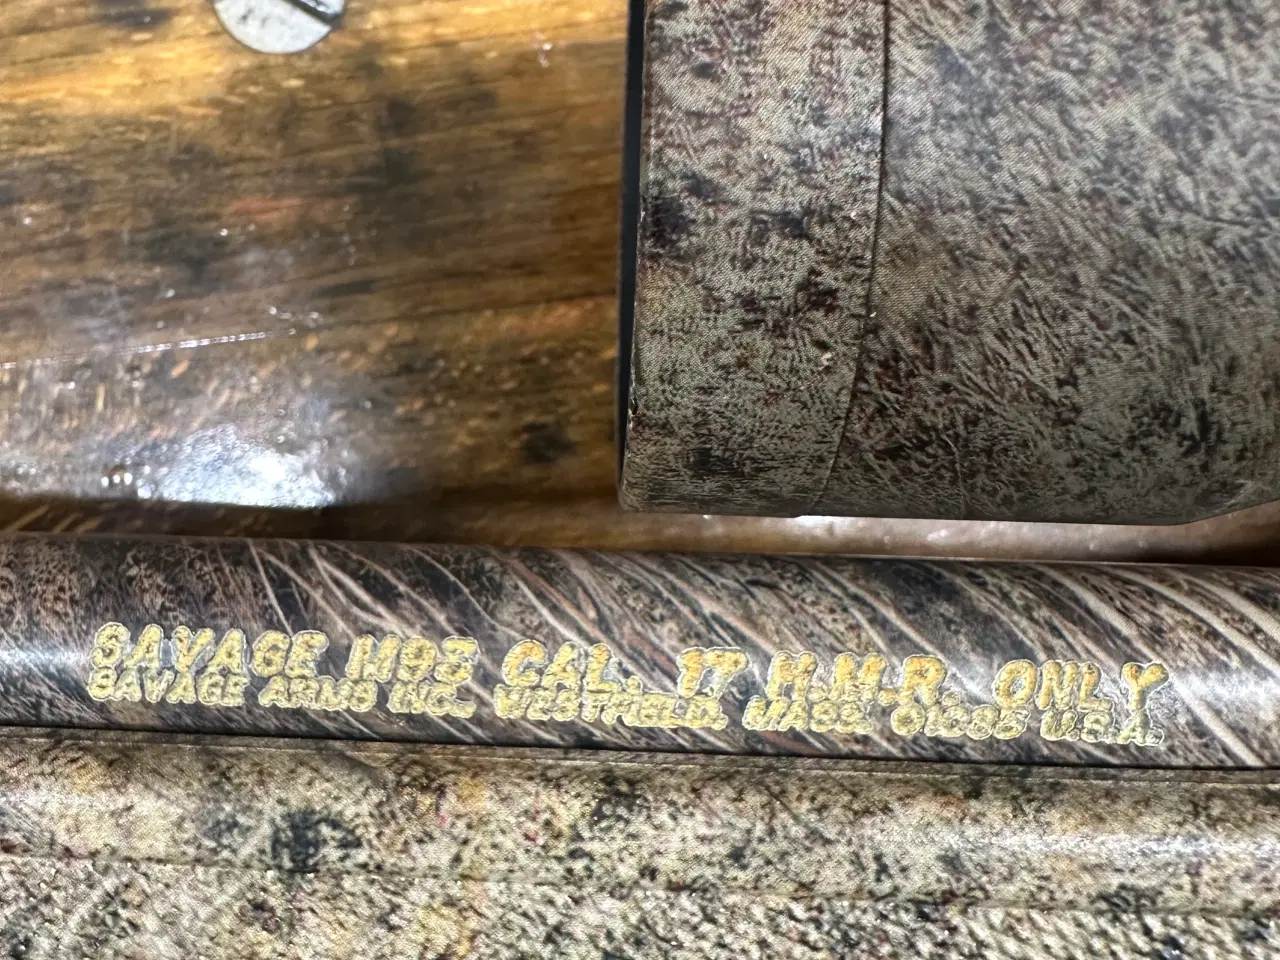 SAVAGE M93 CAL. .17 H.M.R. ONLY
SAVAGE ARMS INC. WESTFIELD, MASS. 01085 U.S.A.